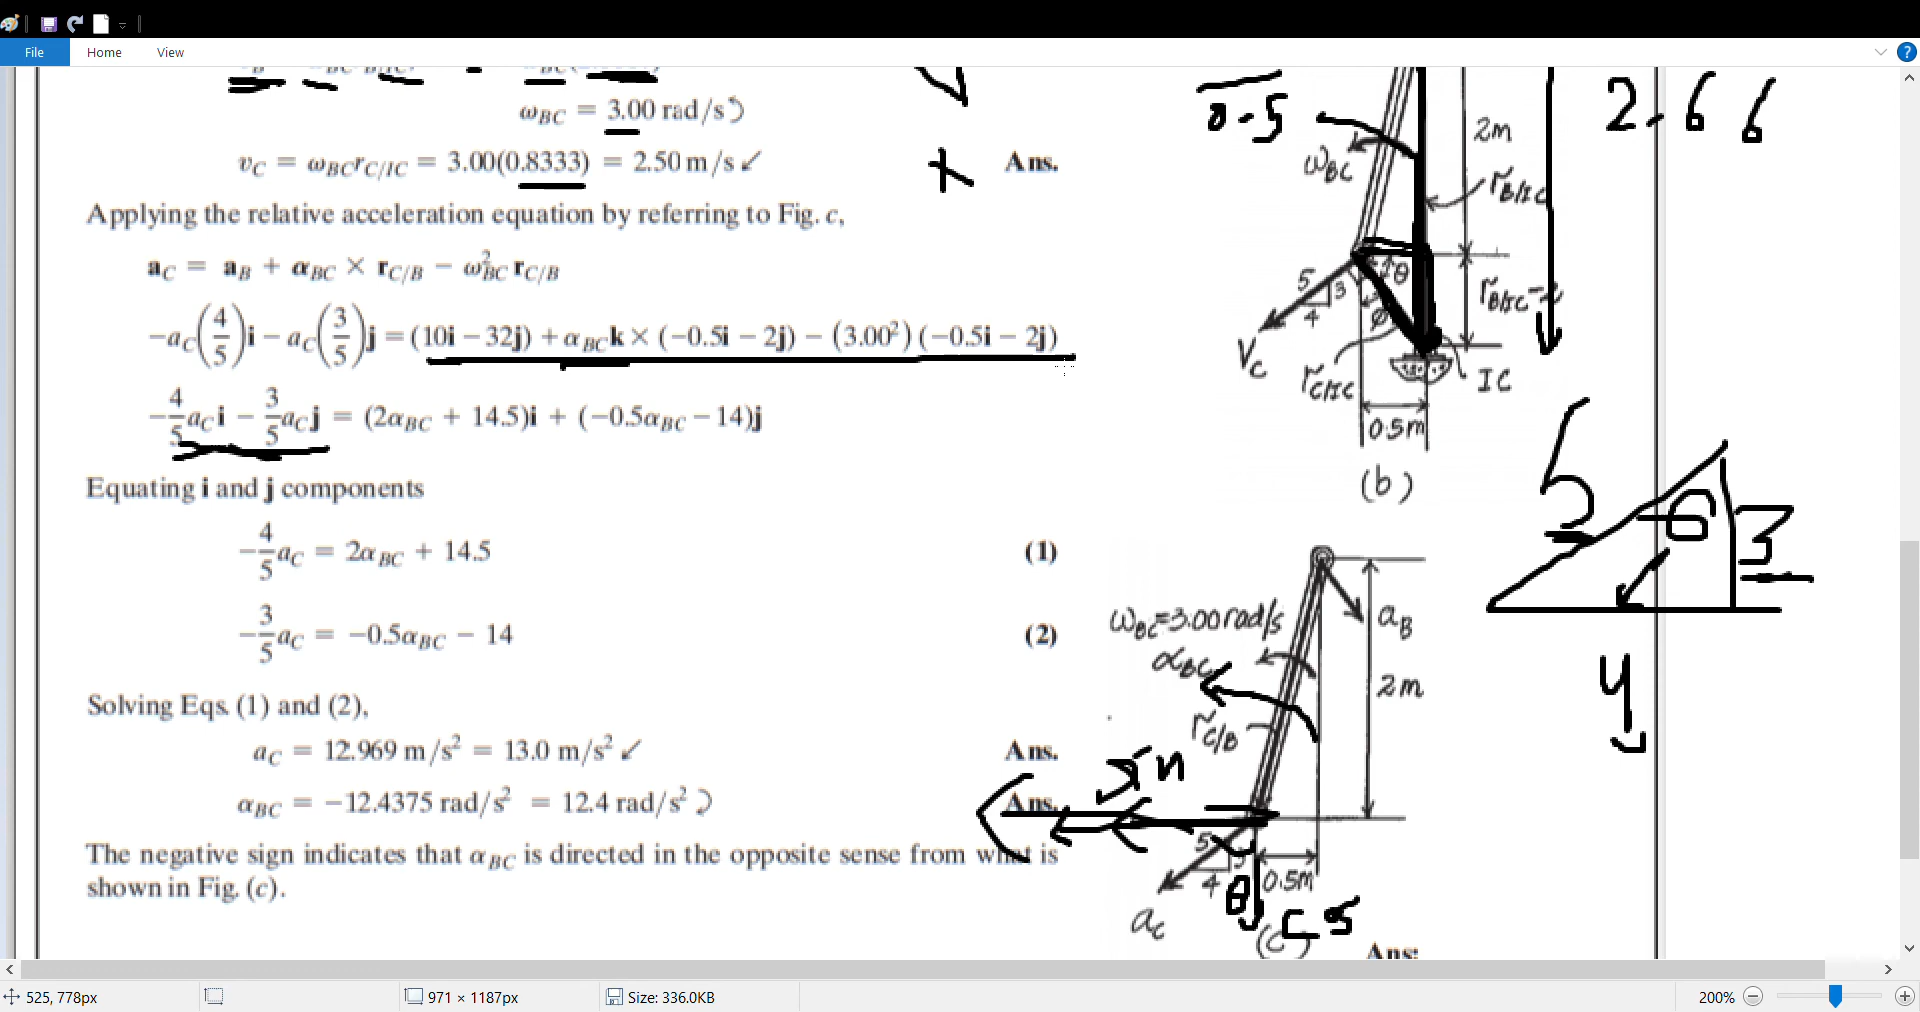 File Home View
ω_BC = 3.00 rad/s
v_C = ω_BC r_C/IC = 3.00(0.8333) = 2.50 m/s ↙ Ans.
Applying the relative acceleration equation by referring to Fig. c,
a_C = a_B + α_BC × r_C/B − ω²_BC r_C/B
−a_C(4/5)i − a_C(3/5)j = (10i − 32j) + α_BC k × (−0.5i − 2j) − (3.00²)(−0.5i − 2j)
−4/5 a_C i − 3/5 a_C j = (2α_BC + 14.5)i + (−0.5α_BC − 14)j
Equating i and j components
−4/5 a_C = 2α_BC + 14.5 (1)
−3/5 a_C = −0.5α_BC − 14 (2)
Solving Eqs. (1) and (2),
a_C = 12.969 m/s² = 13.0 m/s² ↙ Ans.
α_BC = −12.4375 rad/s² = 12.4 rad/s² Ans.
The negative sign indicates that α_BC is directed in the opposite sense from what is
shown in Fig. (c).
0.5
2.66
2m
ω_BC
r_B/IC
θ
5
3
4
φ
V_C
r_C/IC
IC
0.5m
(b)
5
θ
3
4
ω_BC=3.00 rad/s
a_B
α_BC
2m
r_C/B
5
4
0.5m
θ
a_C
(c)
Ans:
525, 778px
971 × 1187px
Size: 336.0KB
200%